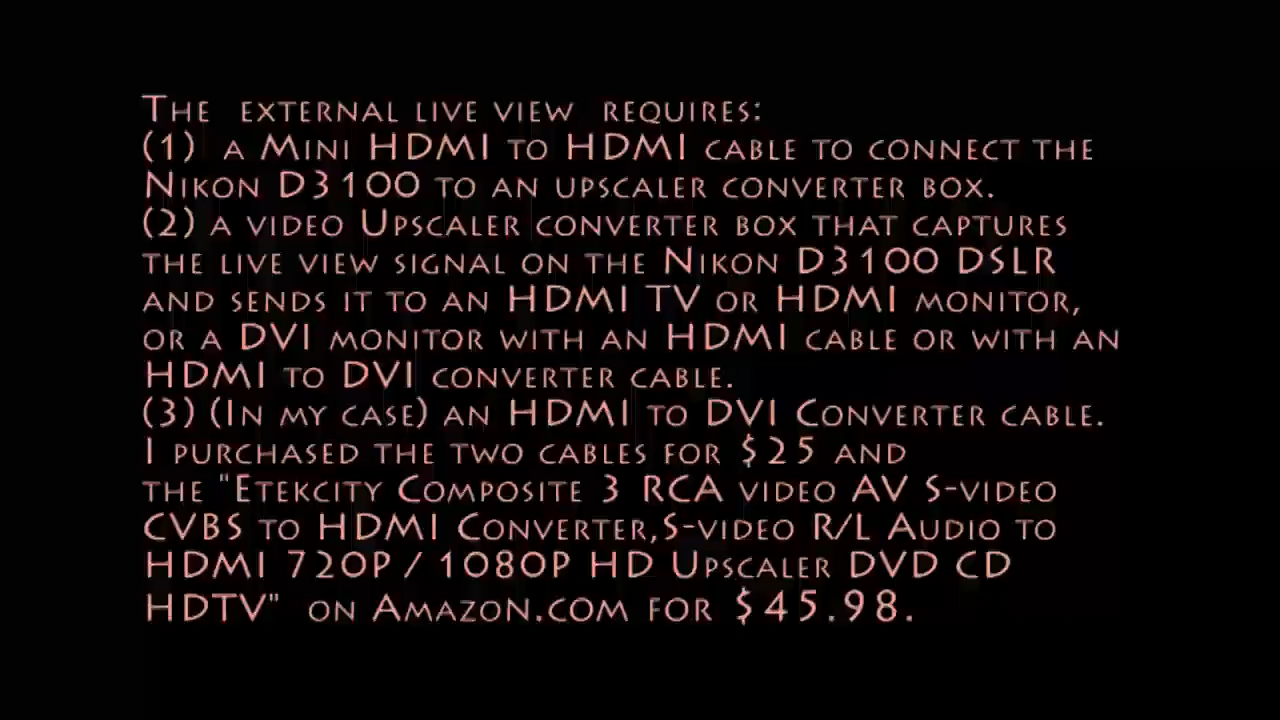 The external live view requires:
(1) a Mini HDMI to HDMI cable to connect the
Nikon D3100 to an upscaler converter box.
(2) a video Upscaler converter box that captures
the live view signal on the Nikon D3100 DSLR
and sends it to an HDMI TV or HDMI monitor,
or a DVI monitor with an HDMI cable or with an
HDMI to DVI converter cable.
(3) (In my case) an HDMI to DVI Converter cable.
I purchased the two cables for $25 and
the "Etekcity Composite 3 RCA video AV S-video
CVBS to HDMI Converter,S-video R/L Audio to
HDMI 720P / 1080P HD Upscaler DVD CD
HDTV" on Amazon.com for $45.98.